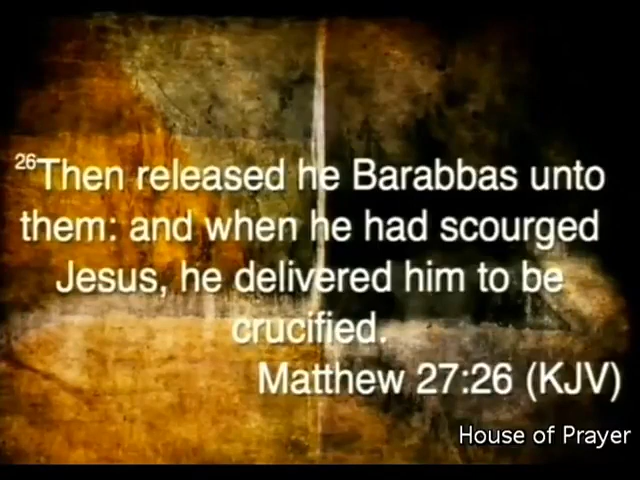 26Then released he Barabbas unto
them: and when he had scourged
Jesus, he delivered him to be
crucified.
Matthew 27:26 (KJV)
House of Prayer